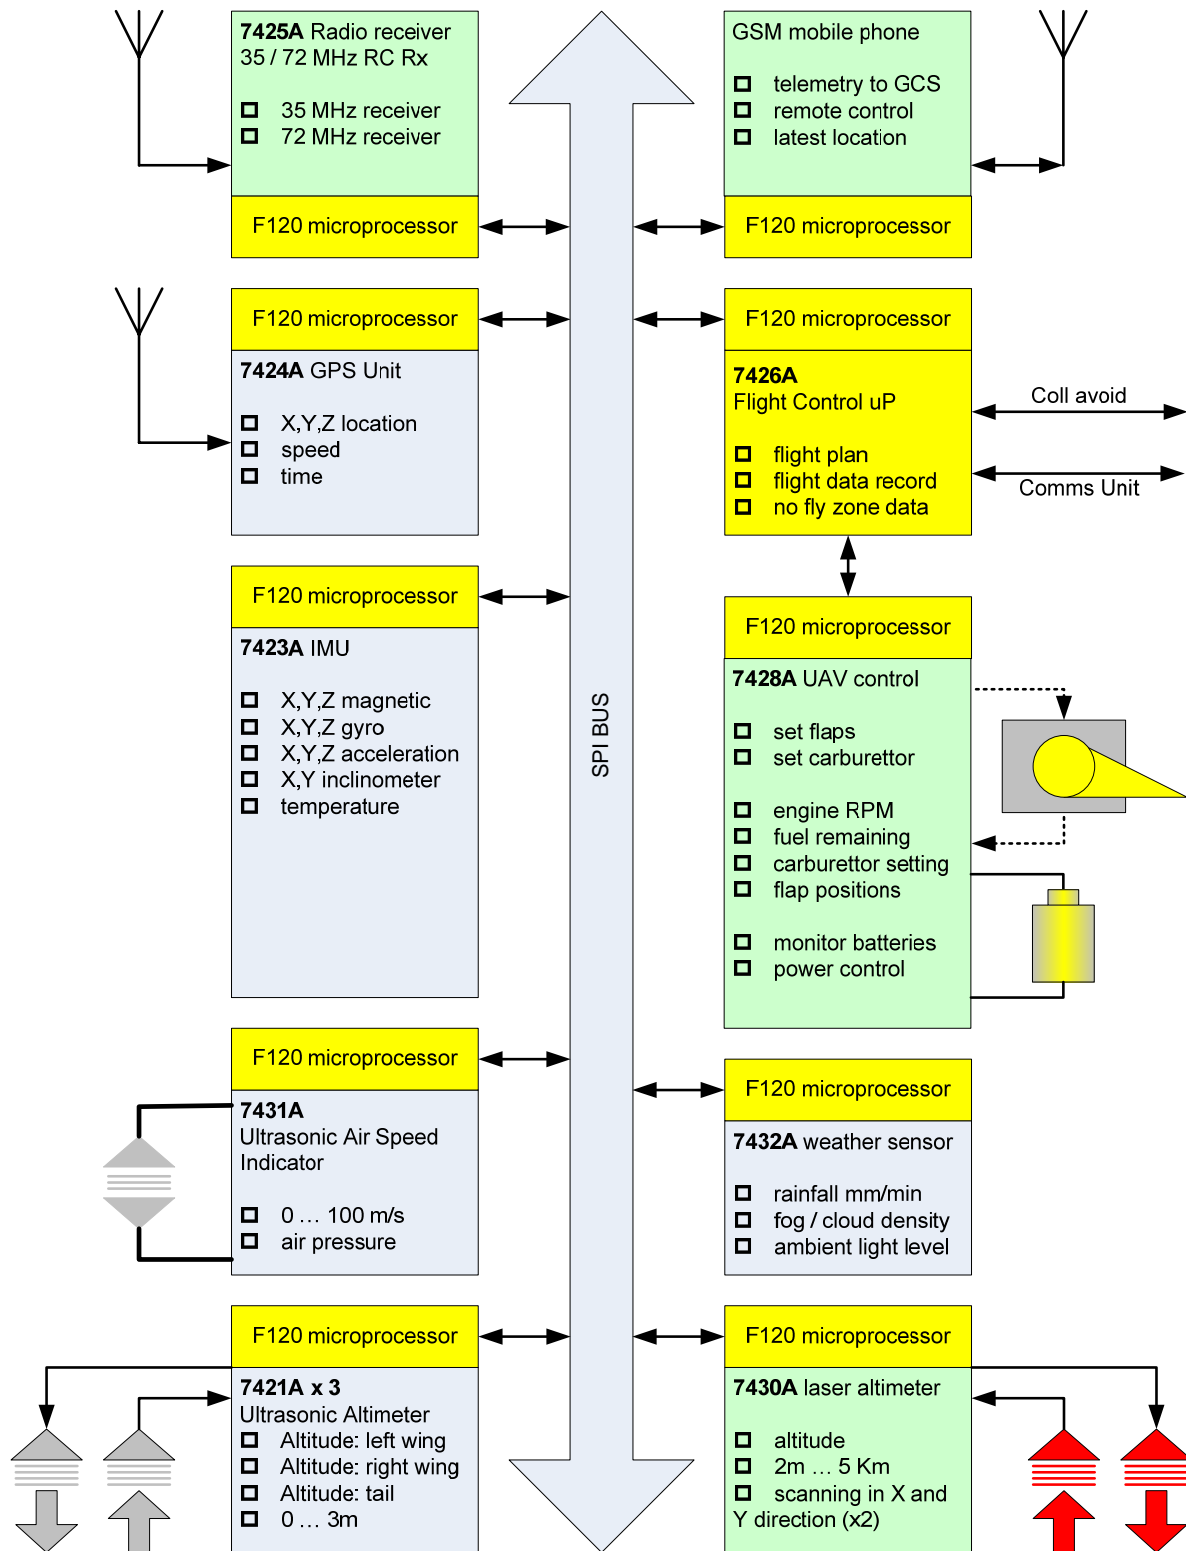 7425A Radio receiver
35 / 72 MHz RC Rx
35 MHz receiver
72 MHz receiver
F120 microprocessor
GSM mobile phone
telemetry to GCS
remote control
latest location
F120 microprocessor
F120 microprocessor
7424A GPS Unit
X,Y,Z location
speed
time
F120 microprocessor
7426A
Flight Control uP
flight plan
flight data record
no fly zone data
Coll avoid
Comms Unit
F120 microprocessor
7423A IMU
X,Y,Z magnetic
X,Y,Z gyro
X,Y,Z acceleration
X,Y inclinometer
temperature
SPI BUS
F120 microprocessor
7428A UAV control
set flaps
set carburettor
engine RPM
fuel remaining
carburettor setting
flap positions
monitor batteries
power control
F120 microprocessor
7431A
Ultrasonic Air Speed
Indicator
0 … 100 m/s
air pressure
F120 microprocessor
7432A weather sensor
rainfall mm/min
fog / cloud density
ambient light level
F120 microprocessor
7421A x 3
Ultrasonic Altimeter
Altitude: left wing
Altitude: right wing
Altitude: tail
0 … 3m
F120 microprocessor
7430A laser altimeter
altitude
2m … 5 Km
scanning in X and
Y direction (x2)